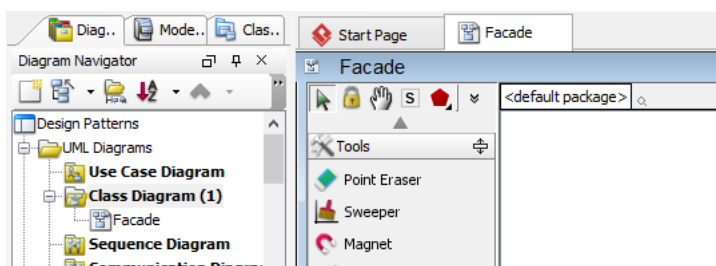 Diag..
Mode..
Clas..
Start Page
Facade
Diagram Navigator
Facade
S
<default package>
Design Patterns
UML Diagrams
Tools
Use Case Diagram
Point Eraser
Class Diagram (1)
Sweeper
Facade
Sequence Diagram
Magnet